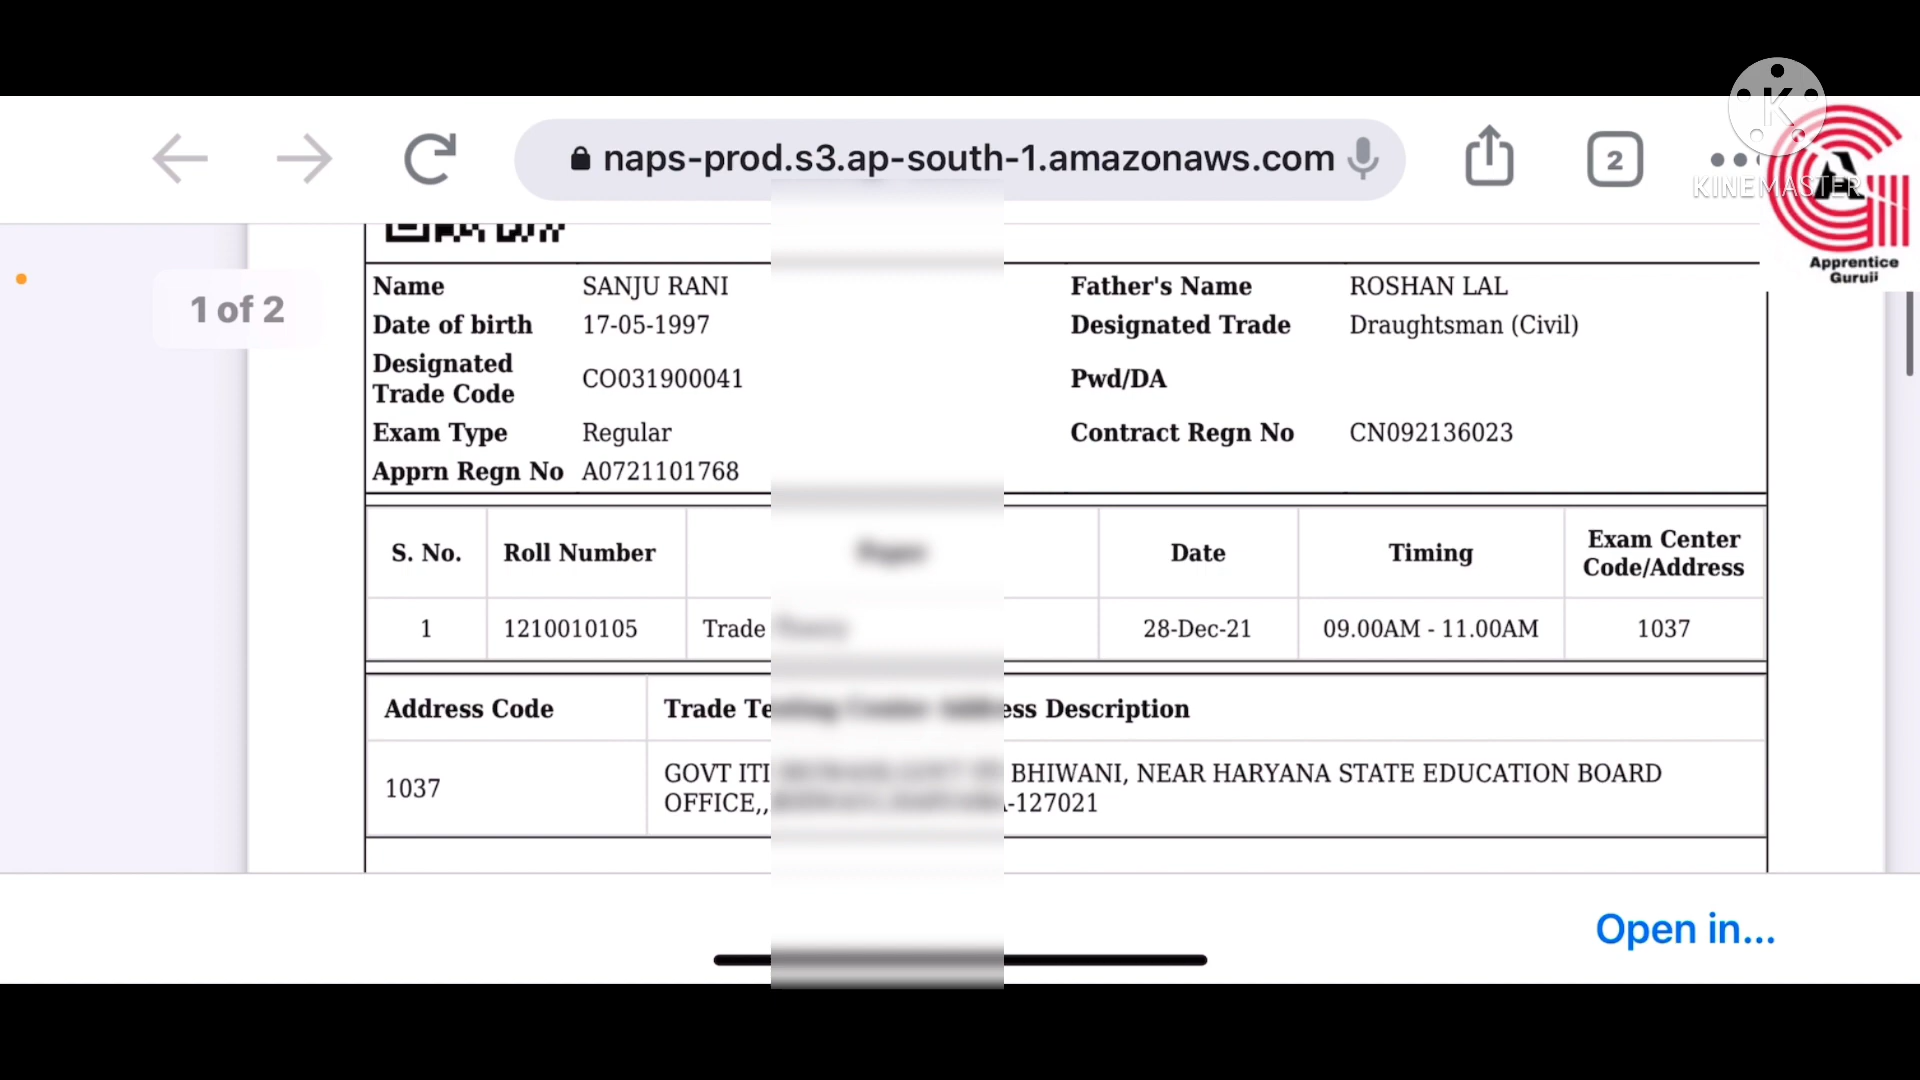 naps-prod.s3.ap-south-1.amazonaws.com
2
KINEMASTER
Apprentice
Guruji
1 of 2
Name SANJU RANI Father's Name ROSHAN LAL
Date of birth 17-05-1997 Designated Trade Draughtsman (Civil)
Designated
Trade Code CO031900041 Pwd/DA
Exam Type Regular Contract Regn No CN092136023
Apprn Regn No A0721101768
S. No. Roll Number Date Timing Exam Center
Code/Address
1 1210010105 Trade 28-Dec-21 09.00AM - 11.00AM 1037
Address Code Trade Testing Center Address Description
1037 GOVT ITI BHIWANI, NEAR HARYANA STATE EDUCATION BOARD
OFFICE,, -127021
Open in...